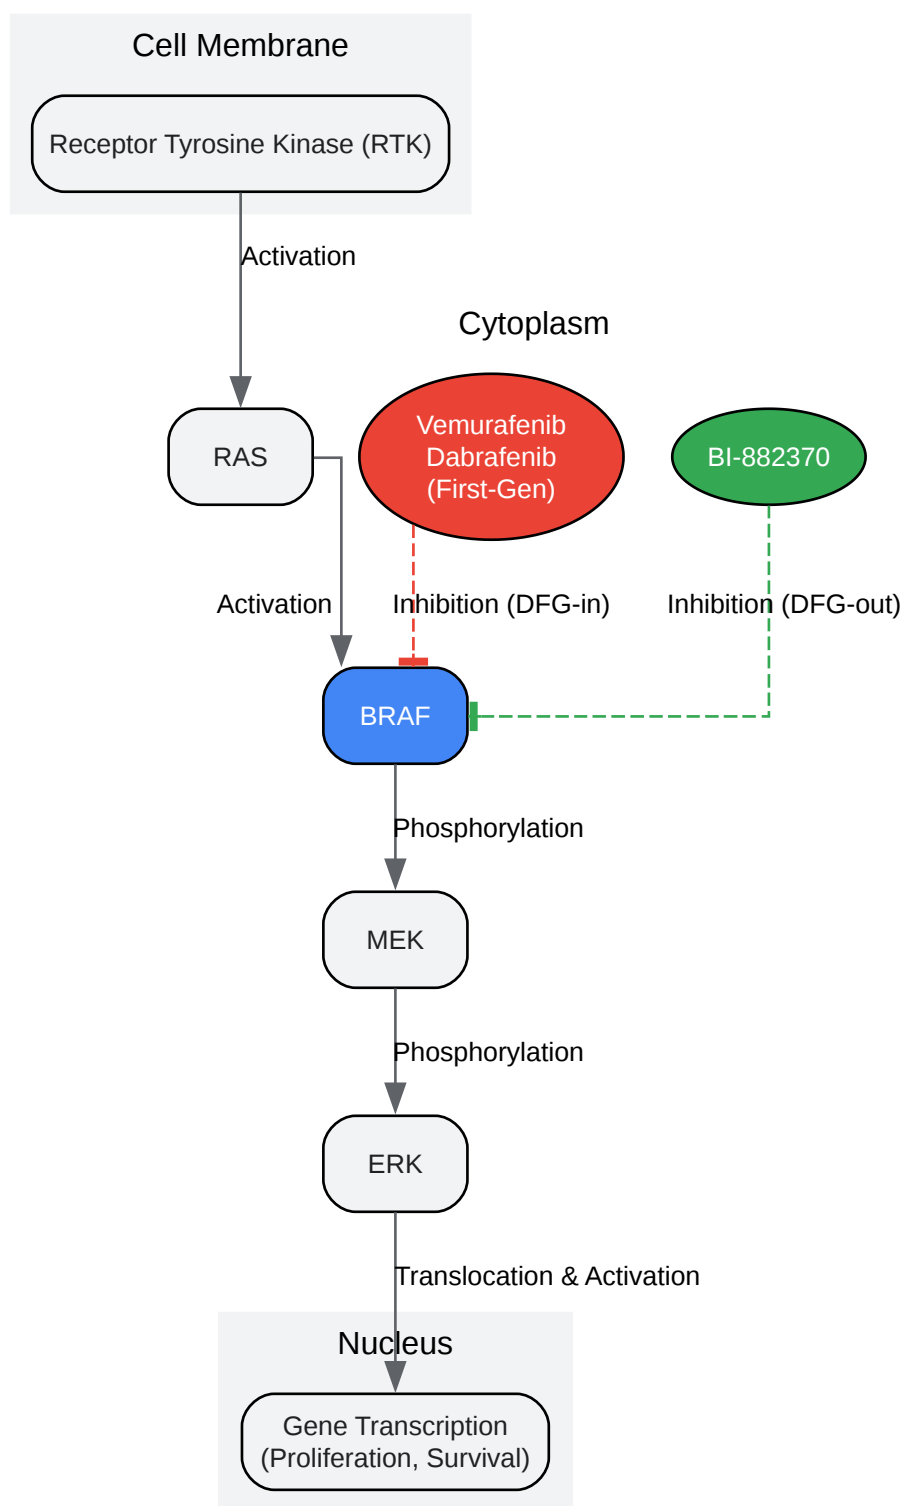 Cell Membrane
Receptor Tyrosine Kinase (RTK)
Activation
Cytoplasm
RAS
Vemurafenib
Dabrafenib
(First-Gen)
BI-882370
Activation
Inhibition (DFG-in)
Inhibition (DFG-out)
BRAF
Phosphorylation
MEK
Phosphorylation
ERK
Translocation & Activation
Nucleus
Gene Transcription
(Proliferation, Survival)